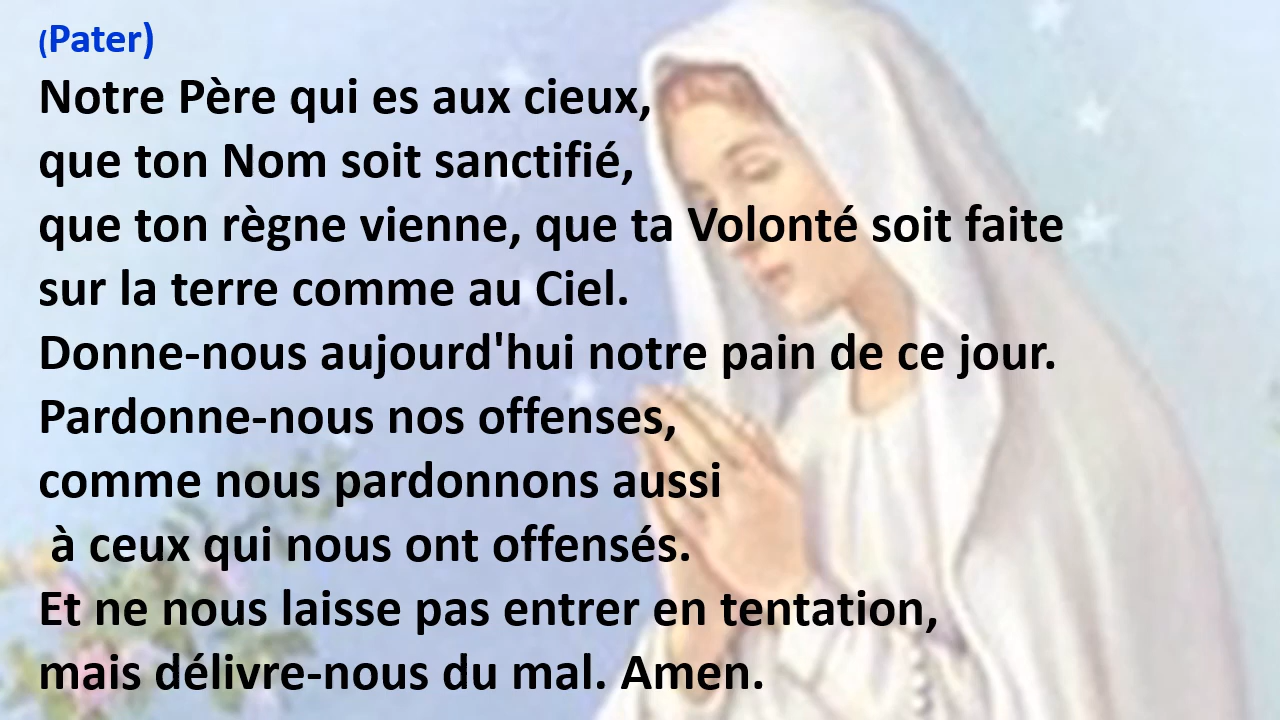 (Pater)
Notre Père qui es aux cieux,
que ton Nom soit sanctifié,
que ton règne vienne, que ta Volonté soit faite
sur la terre comme au Ciel.
Donne-nous aujourd'hui notre pain de ce jour.
Pardonne-nous nos offenses,
comme nous pardonnons aussi
à ceux qui nous ont offensés.
Et ne nous laisse pas entrer en tentation,
mais délivre-nous du mal. Amen.